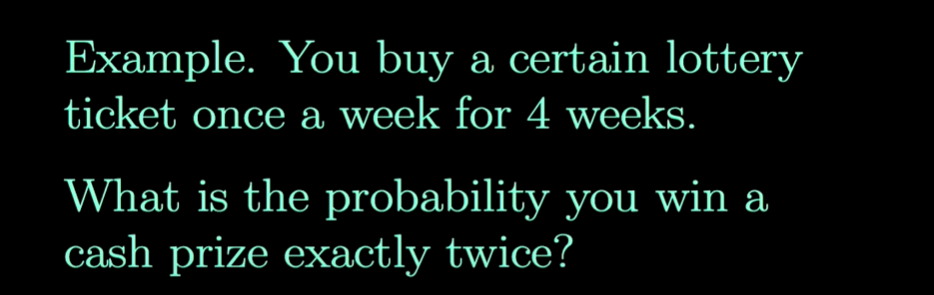 Example. You buy a certain lottery
ticket once a week for 4 weeks.
What is the probability you win a
cash prize exactly twice?